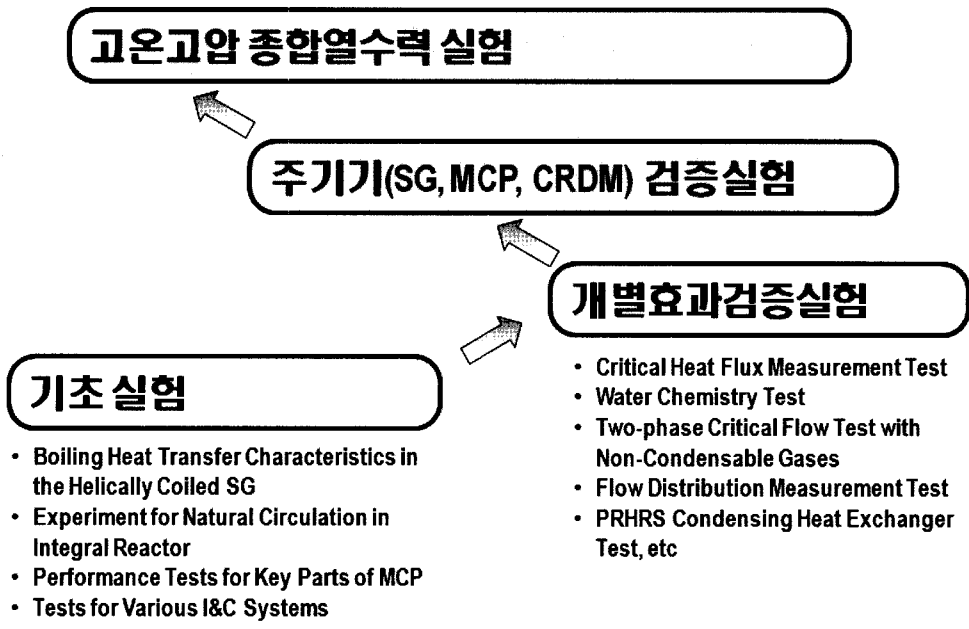 고온고압 종합열수력 실험
주기기(SG, MCP, CRDM) 검증실험
개별효과검증실험
• Critical Heat Flux Measurement Test
• Water Chemistry Test
• Two-phase Critical Flow Test with
Non-Condensable Gases
• Flow Distribution Measurement Test
• PRHRS Condensing Heat Exchanger
Test, etc
기초 실험
• Boiling Heat Transfer Characteristics in
the Helically Coiled SG
• Experiment for Natural Circulation in
Integral Reactor
• Performance Tests for Key Parts of MCP
• Tests for Various I&C Systems